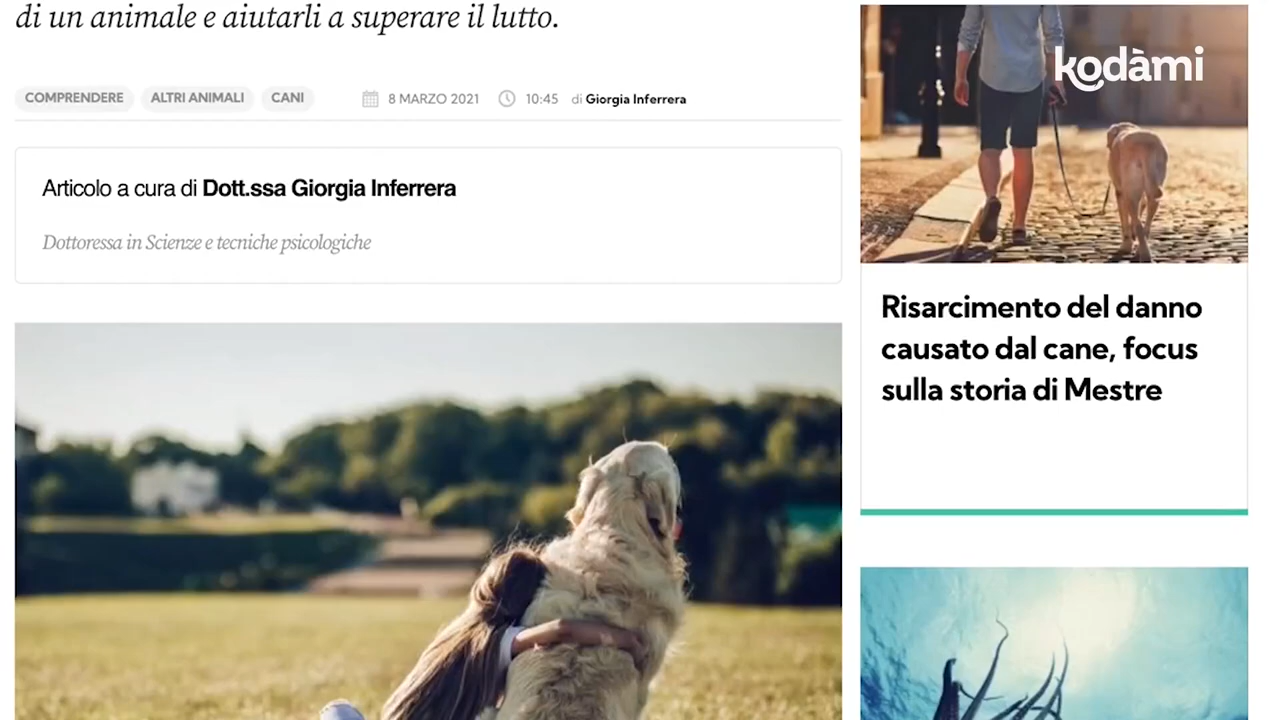 di un animale e aiutarli a superare il lutto.
COMPRENDERE ALTRI ANIMALI CANI 8 MARZO 2021 10:45 di Giorgia Inferrera
Articolo a cura di Dott.ssa Giorgia Inferrera
Dottoressa in Scienze e tecniche psicologiche
kodàmi
Risarcimento del danno
causato dal cane, focus
sulla storia di Mestre